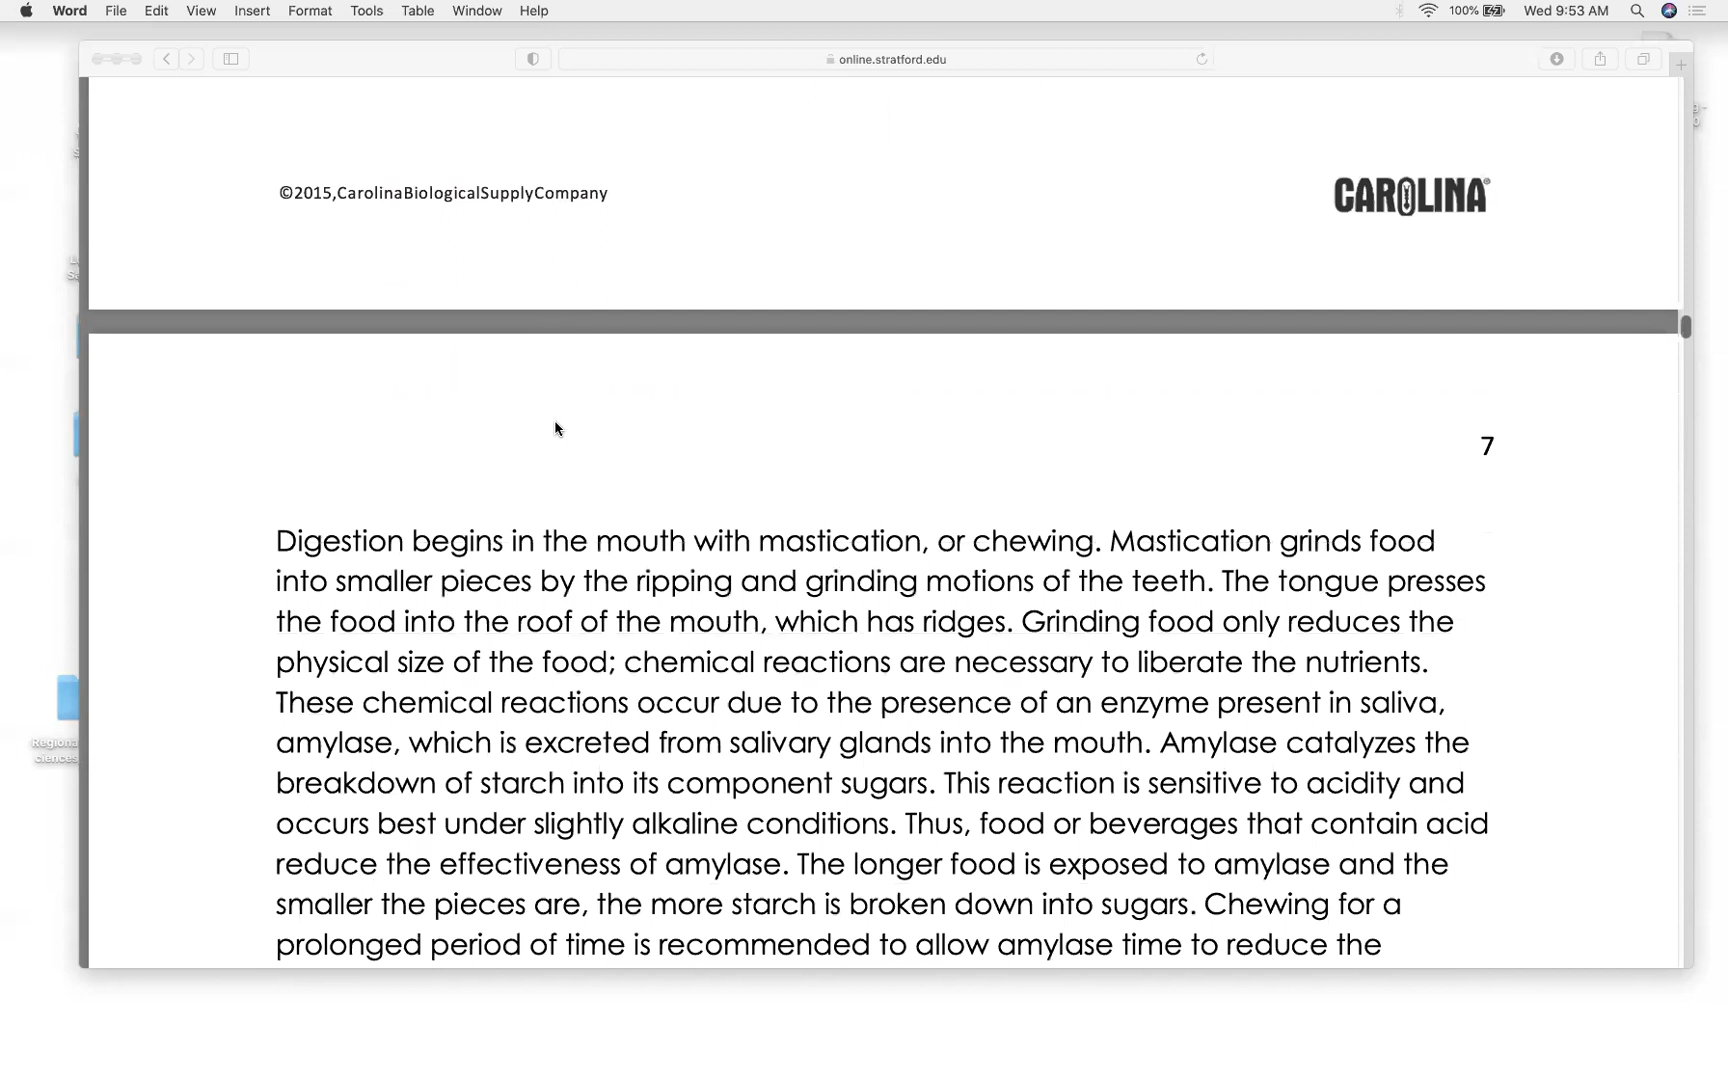 Word File Edit View Insert Format Tools Table Window Help 100% Wed 9:53 AM
online.stratford.edu
©2015,CarolinaBiologicalSupplyCompany
CAROLINA®
7
Digestion begins in the mouth with mastication, or chewing. Mastication grinds food
into smaller pieces by the ripping and grinding motions of the teeth. The tongue presses
the food into the roof of the mouth, which has ridges. Grinding food only reduces the
physical size of the food; chemical reactions are necessary to liberate the nutrients.
These chemical reactions occur due to the presence of an enzyme present in saliva,
amylase, which is excreted from salivary glands into the mouth. Amylase catalyzes the
breakdown of starch into its component sugars. This reaction is sensitive to acidity and
occurs best under slightly alkaline conditions. Thus, food or beverages that contain acid
reduce the effectiveness of amylase. The longer food is exposed to amylase and the
smaller the pieces are, the more starch is broken down into sugars. Chewing for a
prolonged period of time is recommended to allow amylase time to reduce the
Regiona
ciences